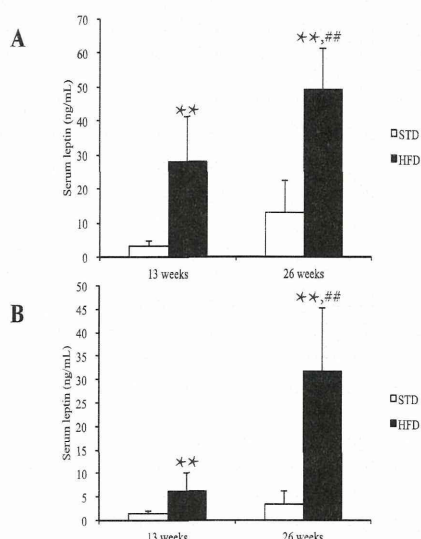 A
Serum leptin (ng/mL)
70
60
50
40
30
20
10
0
**
**,##
STD
HFD
13 weeks
26 weeks
B
Serum leptin (ng/mL)
50
45
40
35
30
25
20
15
10
5
0
**
**,##
STD
HFD
13 weeks
26 weeks